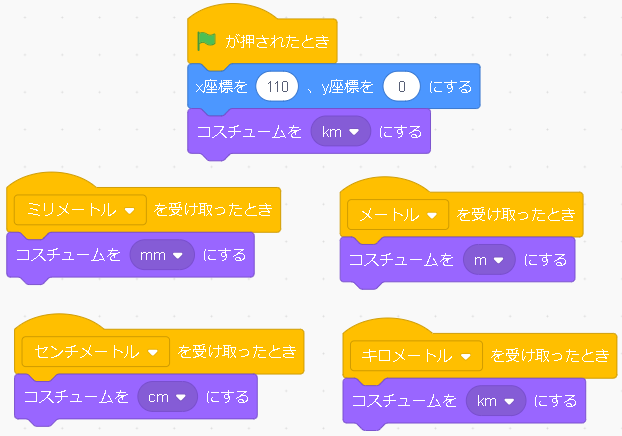 が押されたとき
x座標を 110 、y座標を 0 にする
コスチュームを km にする
ミリメートル を受け取ったとき
コスチュームを mm にする
メートル を受け取ったとき
コスチュームを m にする
センチメートル を受け取ったとき
コスチュームを cm にする
キロメートル を受け取ったとき
コスチュームを km にする